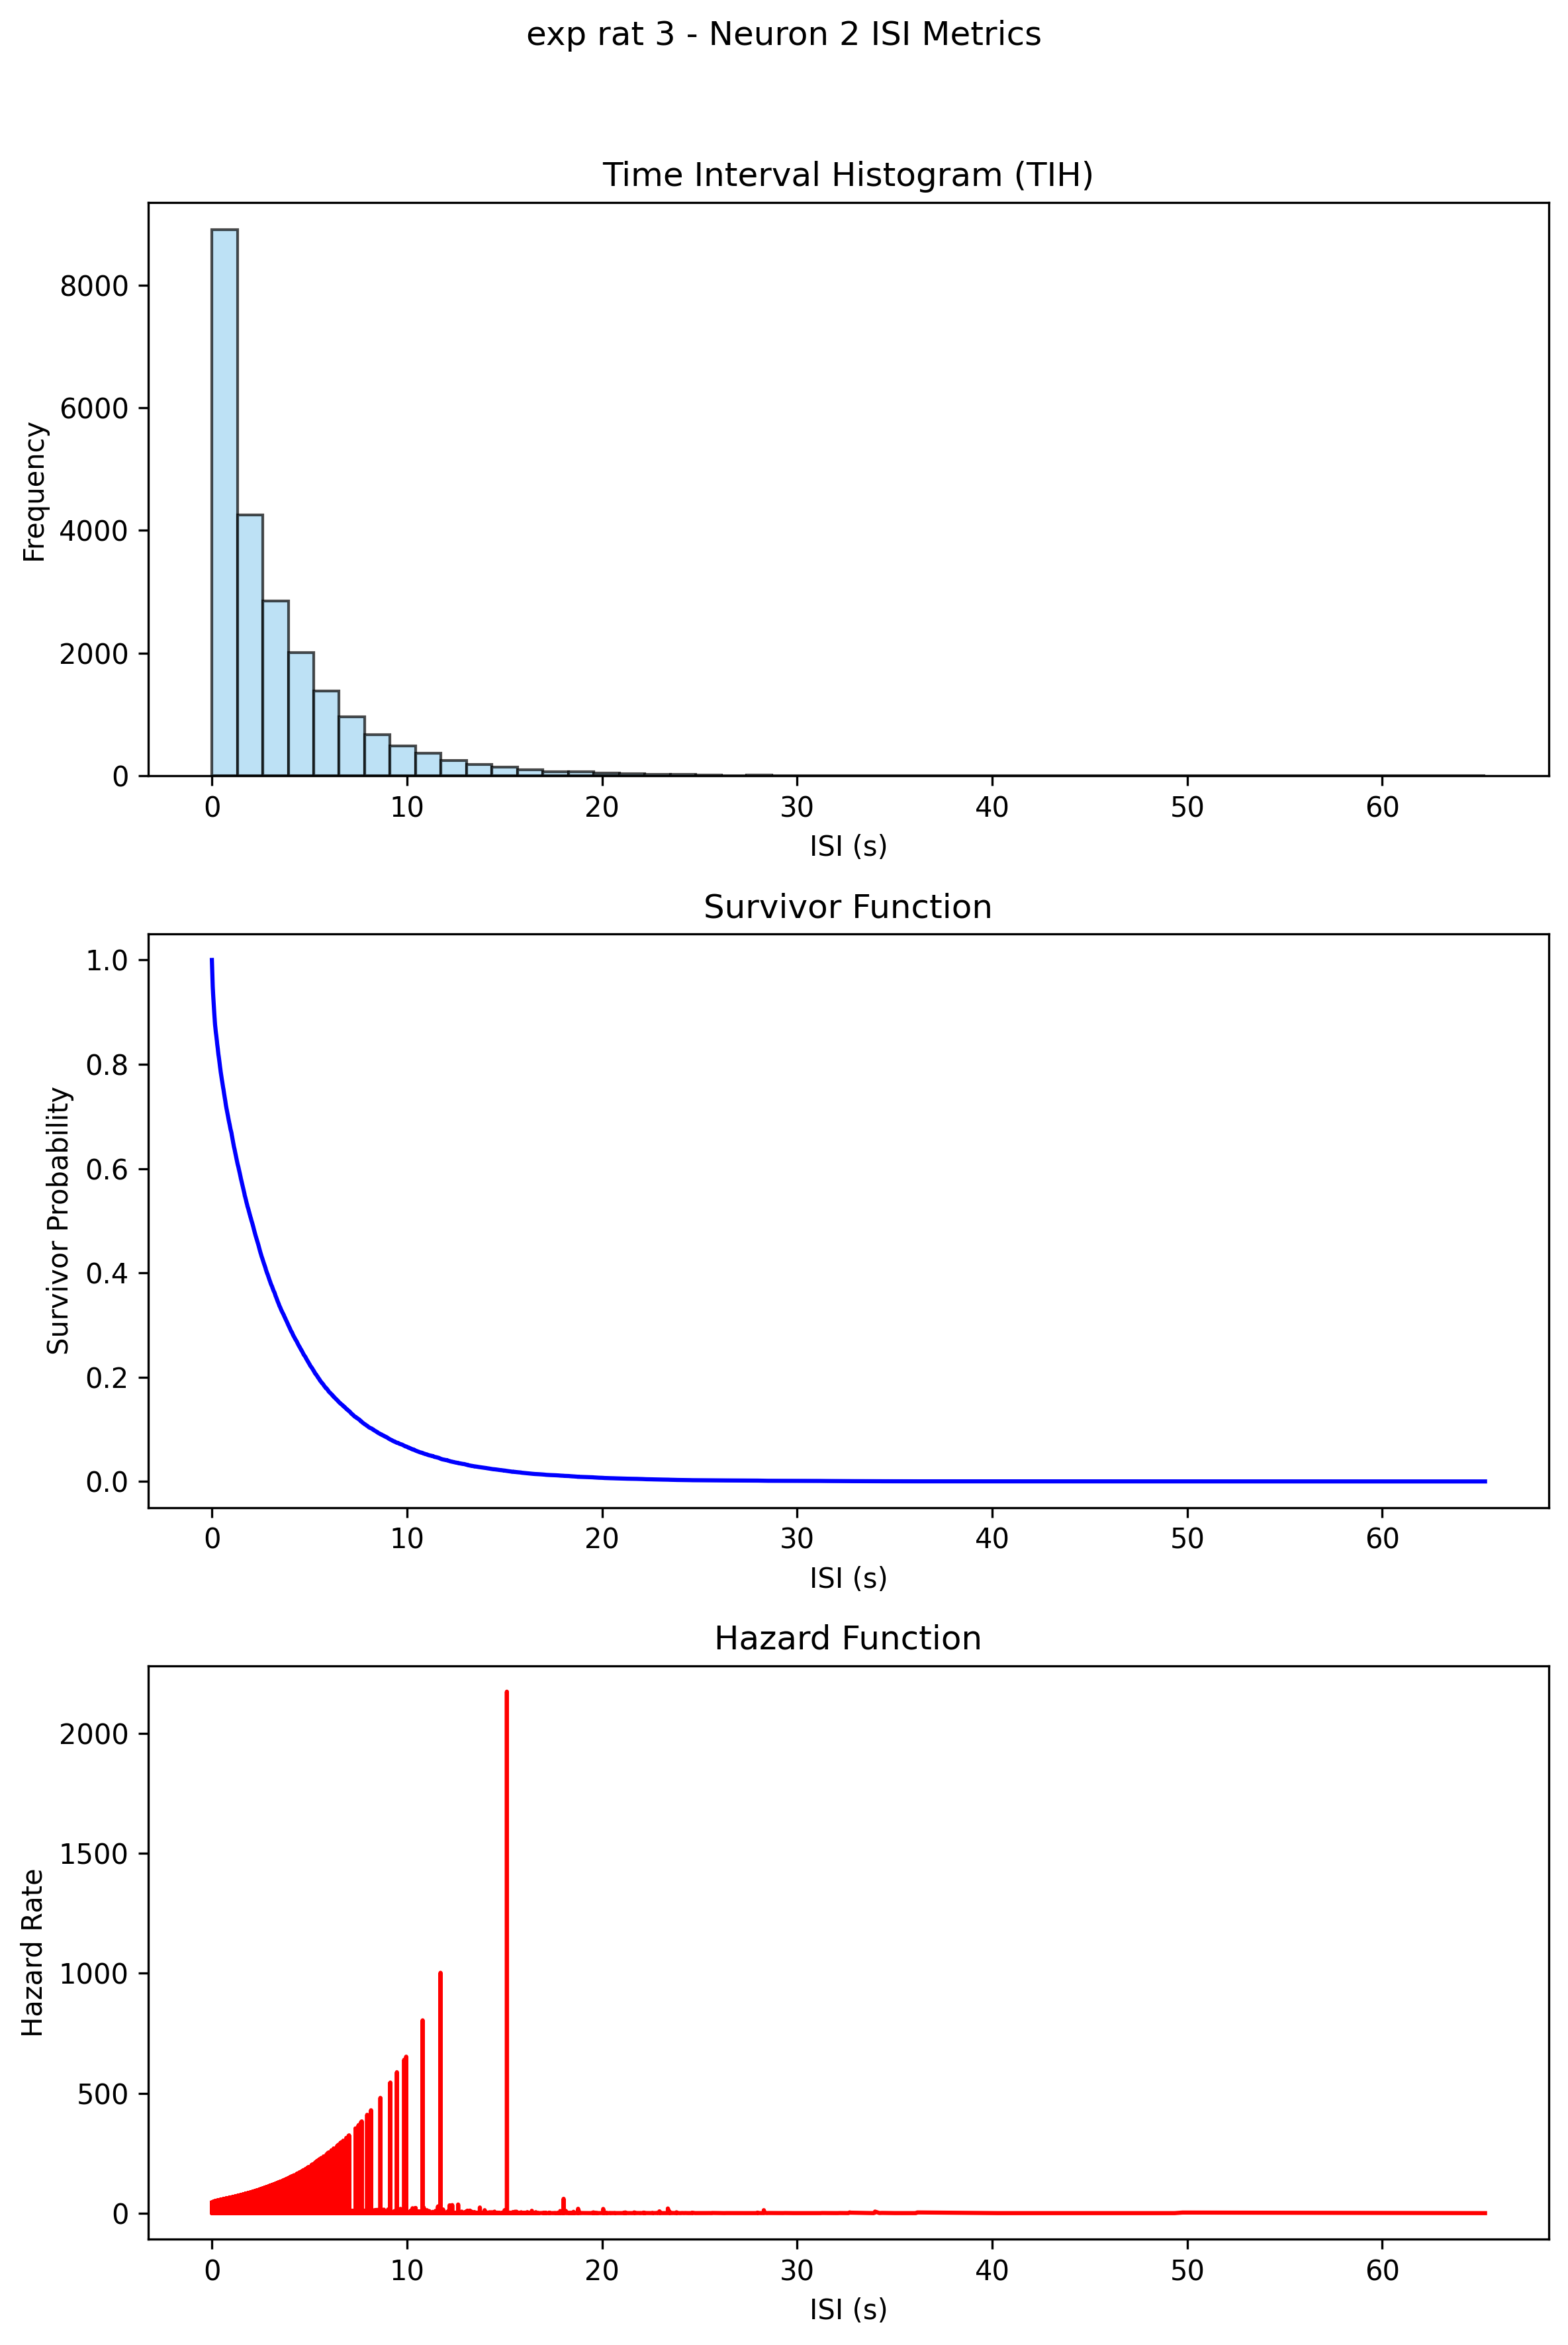 exp rat 3 - Neuron 2 ISI Metrics
Time Interval Histogram (TIH)
Frequency
8000
6000
4000
2000
0
0 10 20 30 40 50 60
ISI (s)
Survivor Function
Survivor Probability
1.0
0.8
0.6
0.4
0.2
0.0
0 10 20 30 40 50 60
ISI (s)
Hazard Function
Hazard Rate
2000
1500
1000
500
0
0 10 20 30 40 50 60
ISI (s)